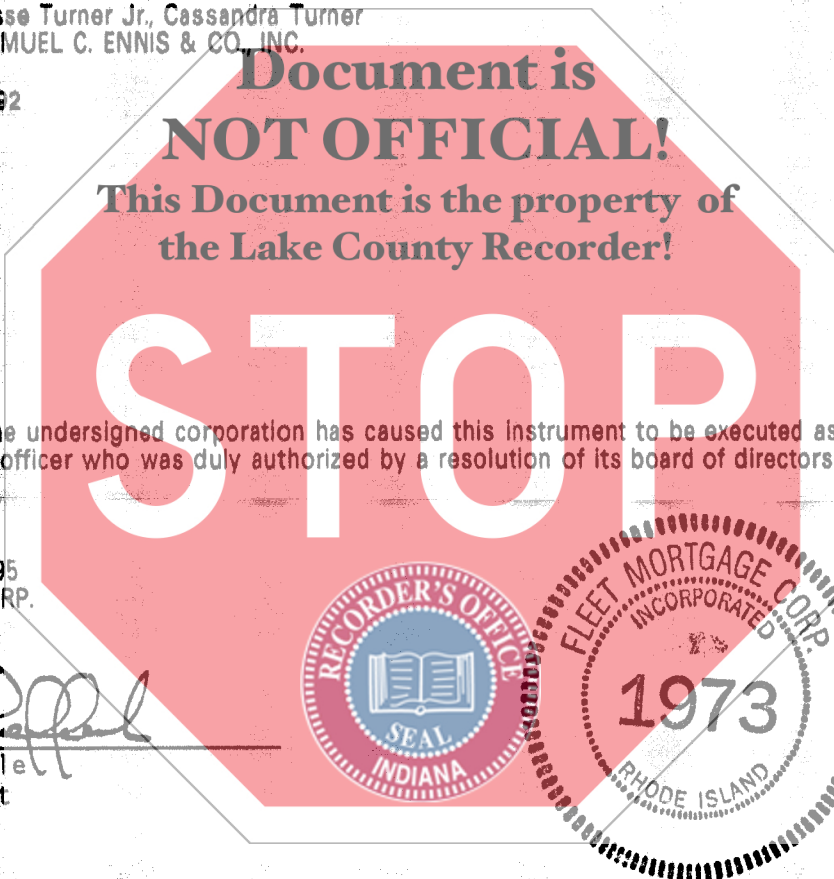 sse Turner Jr., Cassandra Turner
MUEL C. ENNIS & CO., INC.
92
Document is
NOT OFFICIAL!
This Document is the property of
the Lake County Recorder!
STOP
e undersigned corporation has caused this instrument to be executed as
officer who was duly authorized by a resolution of its board of directors
95
RP.
RECORDER'S OFFICE
SEAL
INDIANA
FLEET MORTGAGE CORP.
INCORPORATED
1973
RHODE ISLAND
t